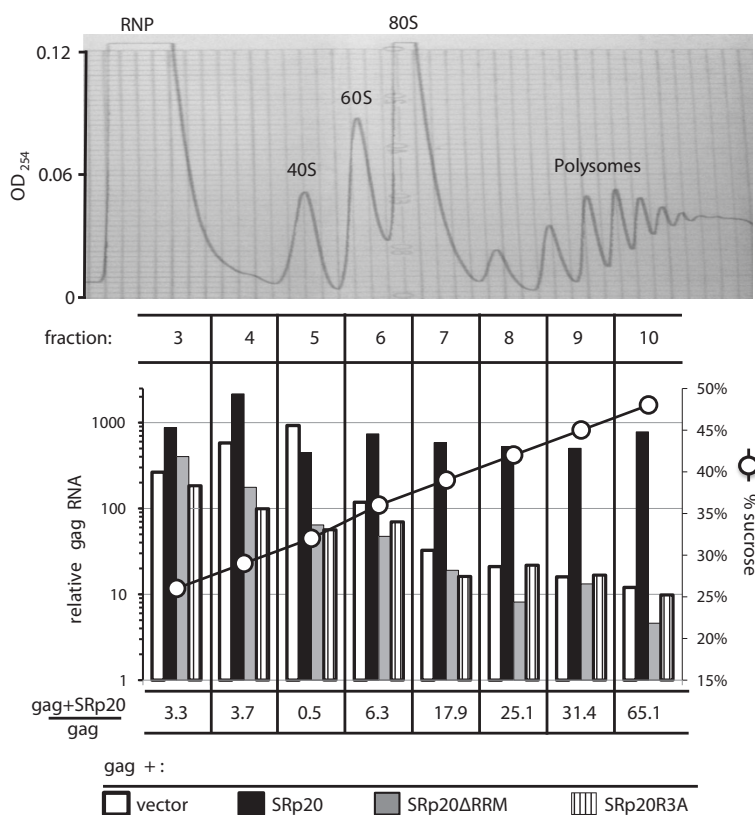 RNP
80S
0.12
60S
40S
Polysomes
0.06
OD254
0
fraction: 3 4 5 6 7 8 9 10
1000
100
10
1
relative gag RNA
50%
45%
40%
35%
30%
25%
20%
15%
% sucrose
gag+SRp20
gag
3.3 3.7 0.5 6.3 17.9 25.1 31.4 65.1
gag + :
vector SRp20 SRp20ΔRRM SRp20R3A